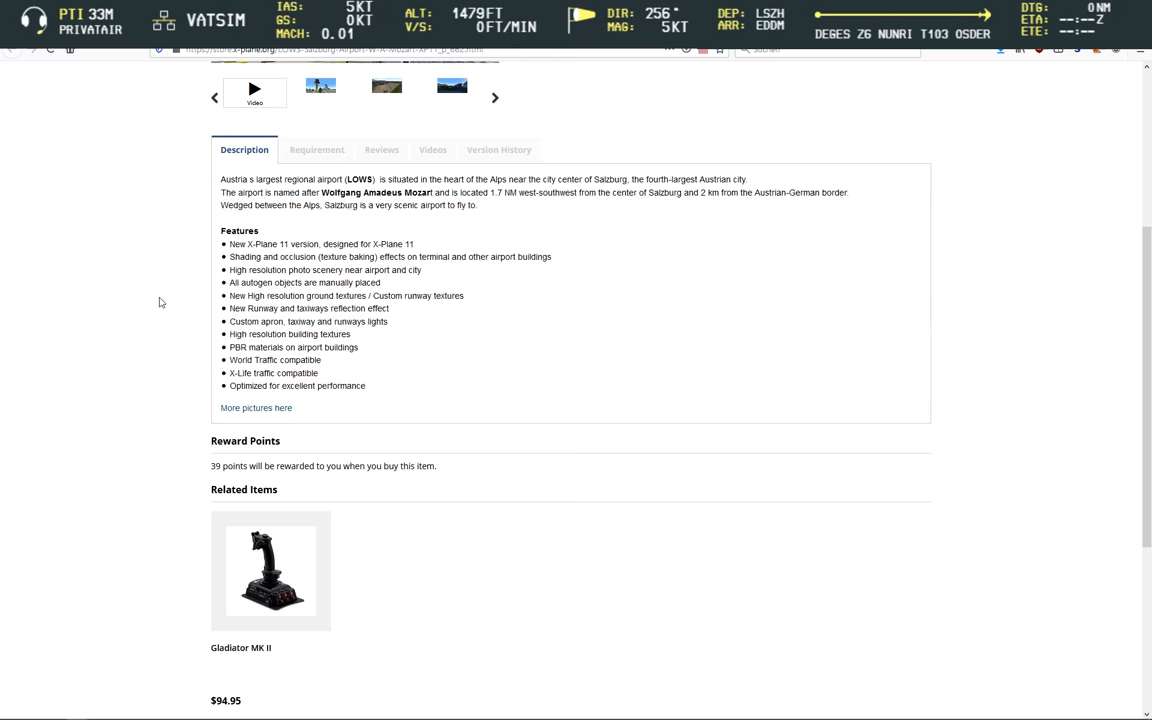 PTI 33M
PRIVATAIR
VATSIM
IAS: 5KT
GS: 0KT
MACH: 0.01
ALT: 1479FT
V/S: 0FT/MIN
DIR: 256°
MAG: 5KT
DEP: LSZH
ARR: EDDM
DEGES Z6 NUNRI T103 OSDER
DTG: 0NM
ETA: --:--Z
ETE: --:--
Video
Description
Requirement
Reviews
Videos
Version History
Austria s largest regional airport (LOWS)  is situated in the heart of the Alps near the city center of Salzburg, the fourth-largest Austrian city.
The airport is named after Wolfgang Amadeus Mozart and is located 1.7 NM west-southwest from the center of Salzburg and 2 km from the Austrian-German border.
Wedged between the Alps, Salzburg is a very scenic airport to fly to.
Features
● New X-Plane 11 version, designed for X-Plane 11
● Shading and occlusion (texture baking) effects on terminal and other airport buildings
● High resolution photo scenery near airport and city
● All autogen objects are manually placed
● New High resolution ground textures / Custom runway textures
● New Runway and taxiways reflection effect
● Custom apron, taxiway and runways lights
● High resolution building textures
● PBR materials on airport buildings
● World Traffic compatible
● X-Life traffic compatible
● Optimized for excellent performance
More pictures here
Reward Points
39 points will be rewarded to you when you buy this item.
Related Items
Gladiator MK II
$94.95